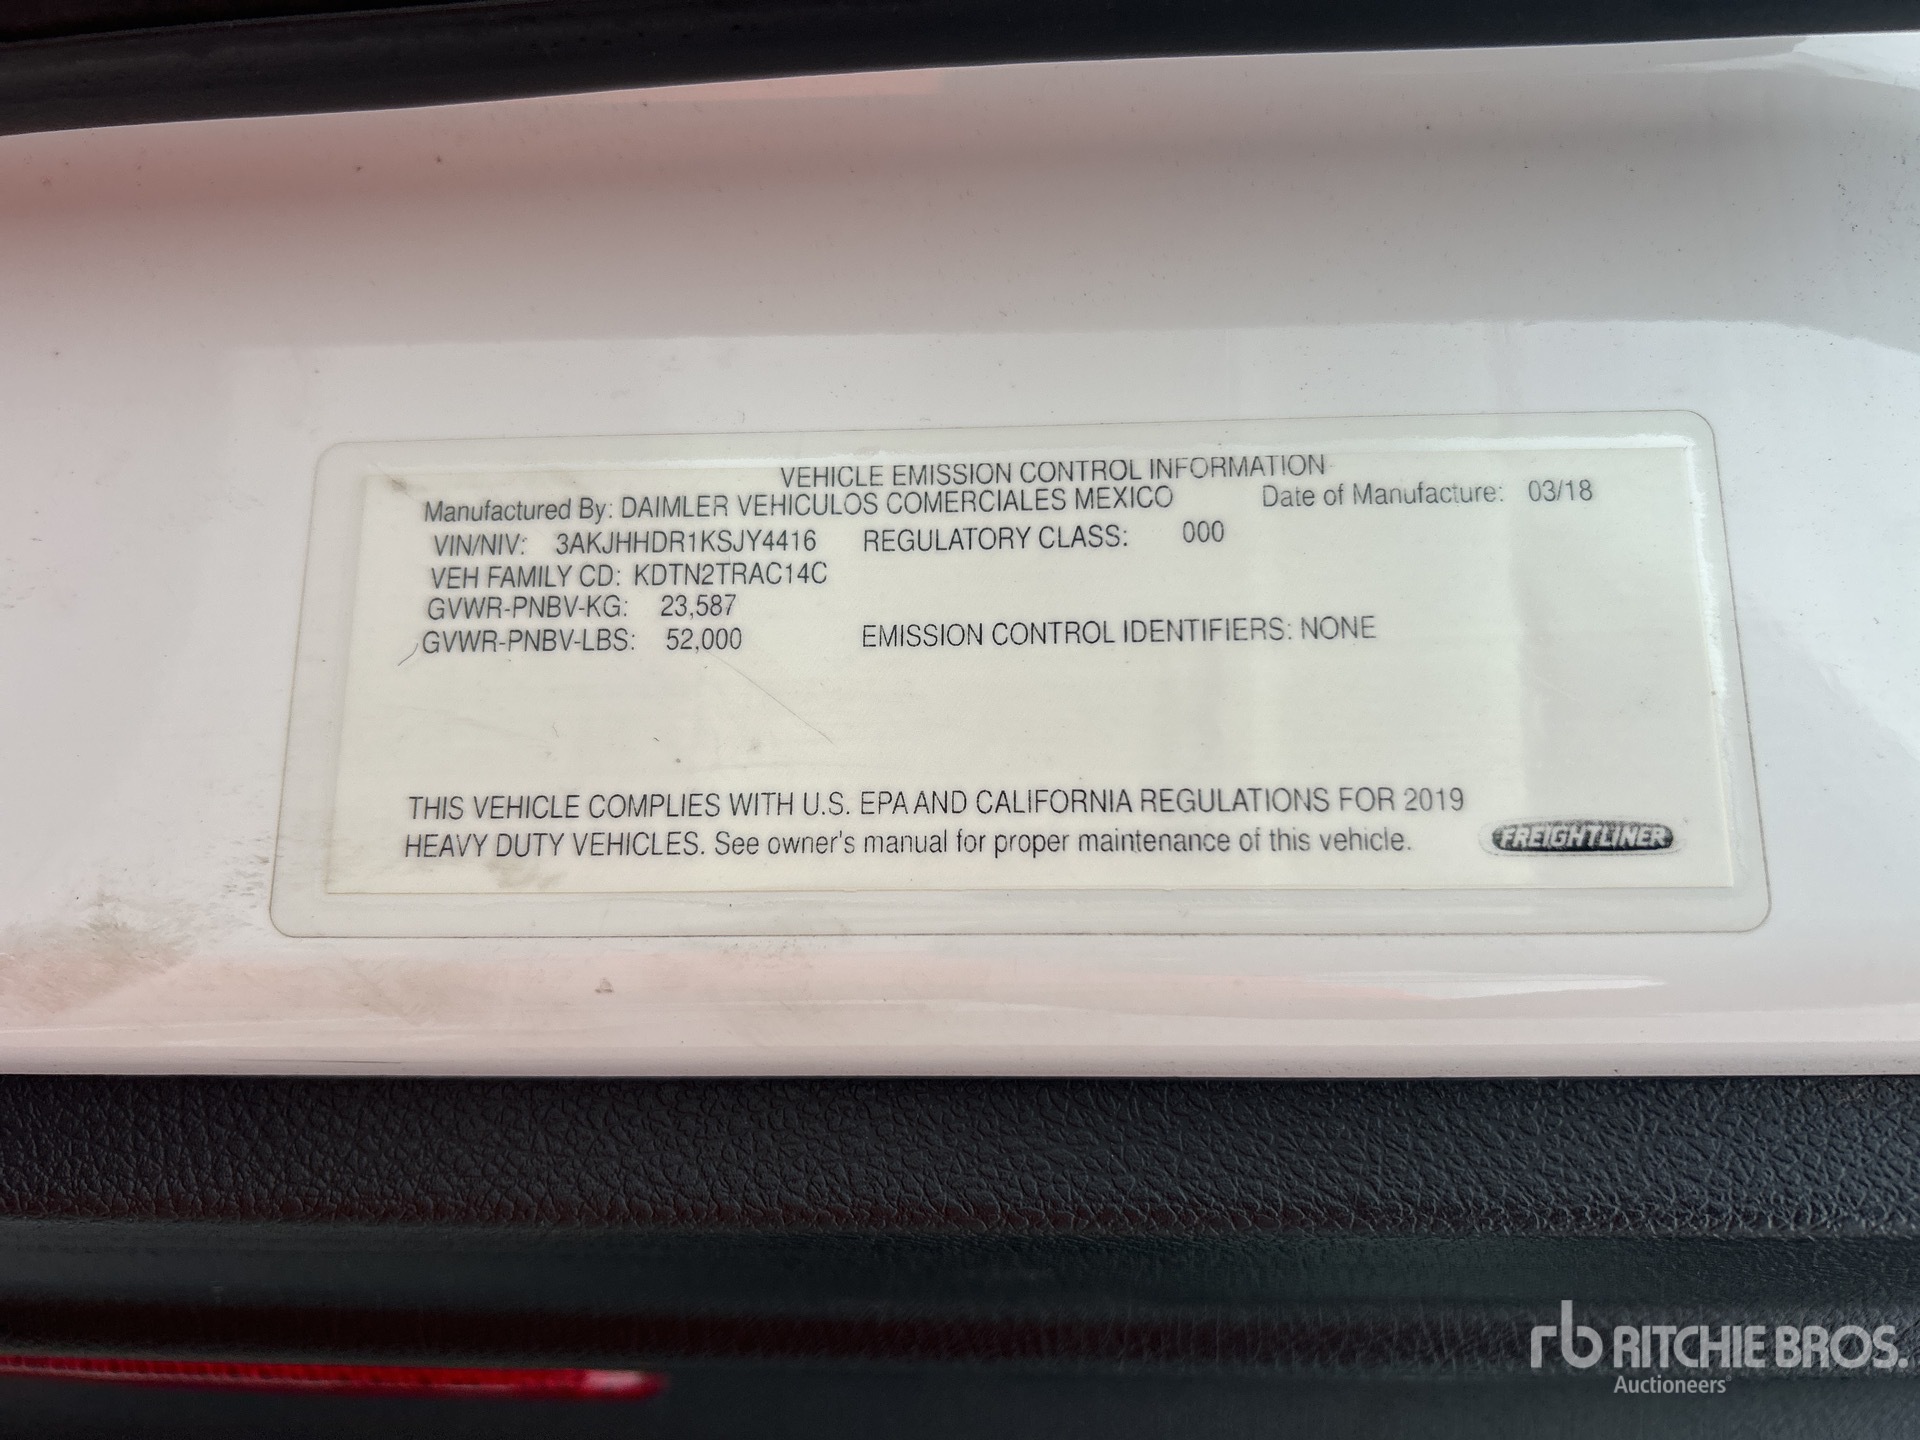 VEHICLE EMISSION CONTROL INFORMATION
Manufactured By: DAIMLER VEHICULOS COMERCIALES MEXICO Date of Manufacture: 03/18
VIN/NIV: 3AKJHHDR1KSJY4416 REGULATORY CLASS: 000
VEH FAMILY CD: KDTN2TRAC14C
GVWR-PNBV-KG: 23,587
GVWR-PNBV-LBS: 52,000 EMISSION CONTROL IDENTIFIERS: NONE
THIS VEHICLE COMPLIES WITH U.S. EPA AND CALIFORNIA REGULATIONS FOR 2019
HEAVY DUTY VEHICLES. See owner's manual for proper maintenance of this vehicle.
FREIGHTLINER
rb RITCHIE BROS.
Auctioneers